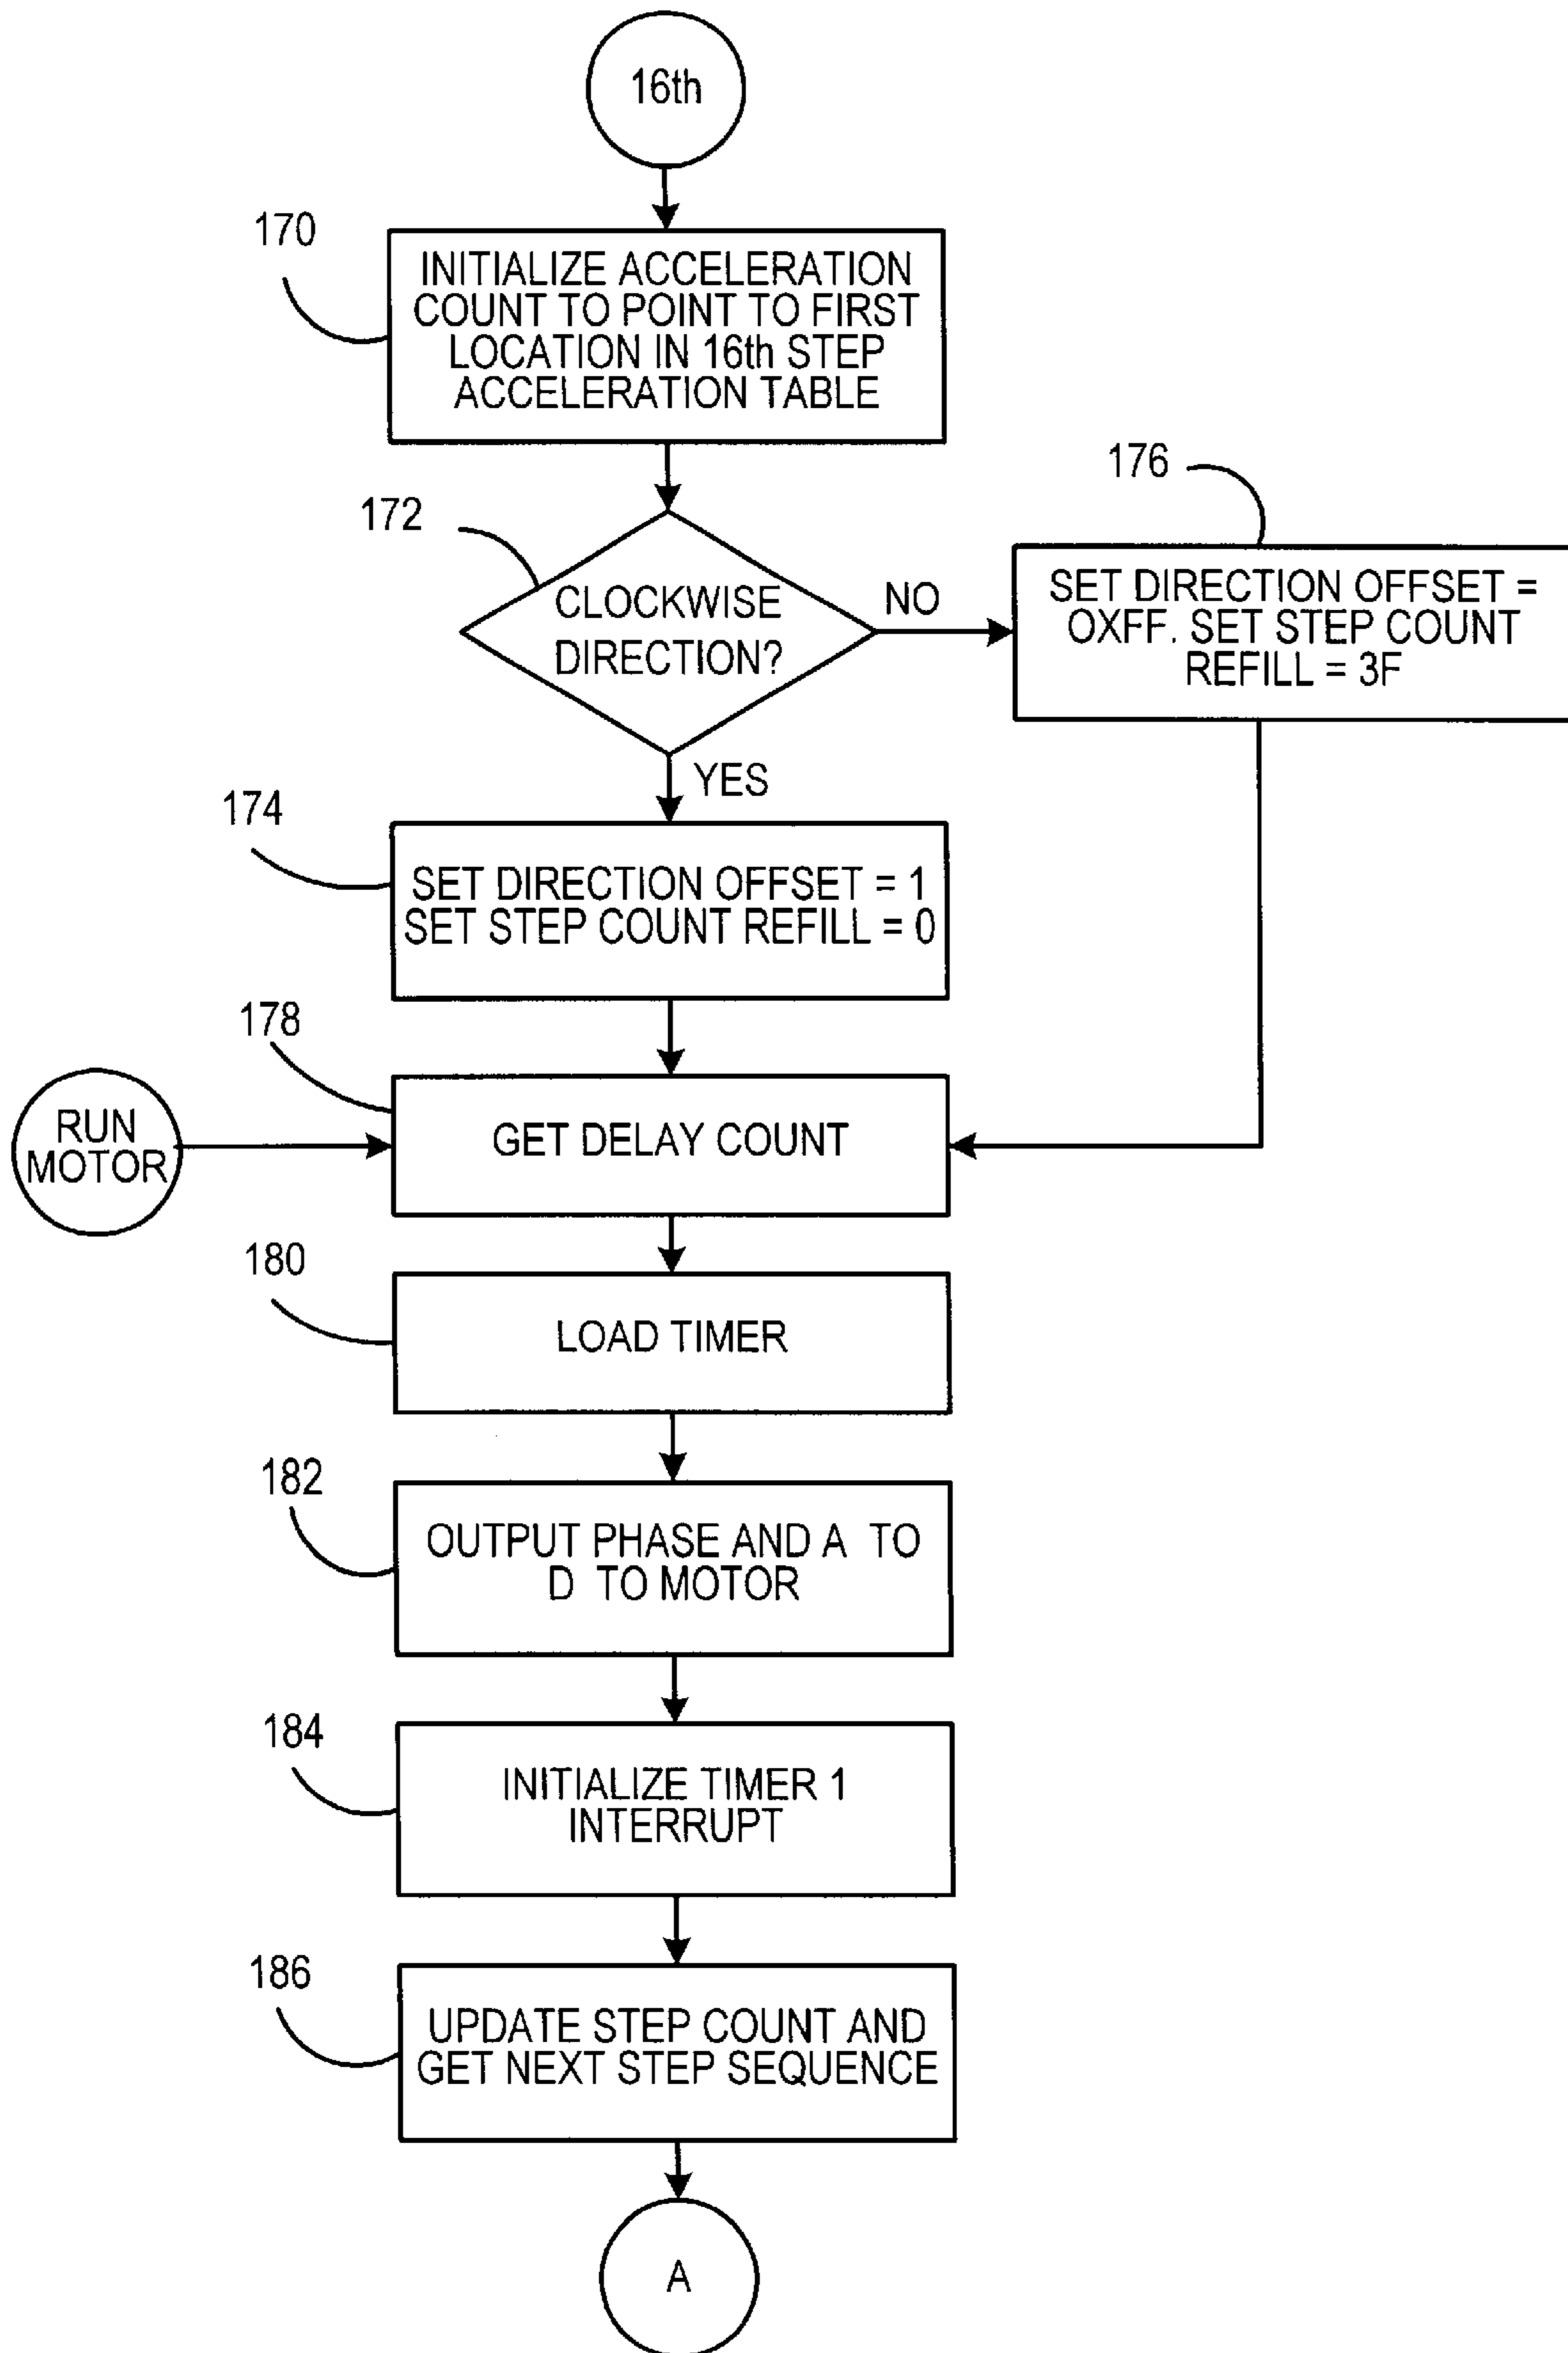 16th
170
INITIALIZE ACCELERATION
COUNT TO POINT TO FIRST
LOCATION IN 16th STEP
ACCELERATION TABLE
172
CLOCKWISE
DIRECTION?
NO
176
SET DIRECTION OFFSET =
OXFF. SET STEP COUNT
REFILL = 3F
YES
174
SET DIRECTION OFFSET = 1
SET STEP COUNT REFILL = 0
178
RUN
MOTOR
GET DELAY COUNT
180
LOAD TIMER
182
OUTPUT PHASE AND A TO
D TO MOTOR
184
INITIALIZE TIMER 1
INTERRUPT
186
UPDATE STEP COUNT AND
GET NEXT STEP SEQUENCE
A